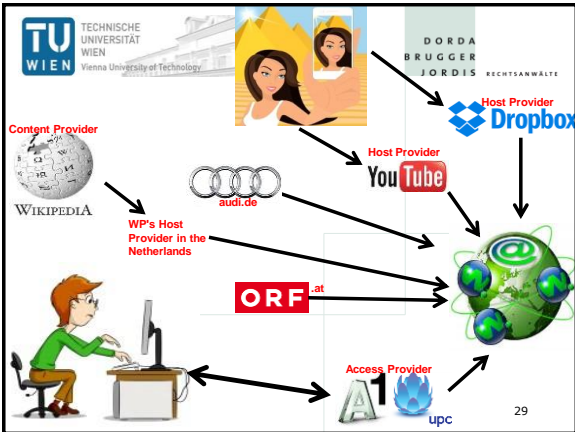 TU
WIEN
TECHNISCHE
UNIVERSITÄT
WIEN
Vienna University of Technology
DORDA
BRUGGER
JORDIS RECHTSANWÄLTE
Host Provider
Dropbox
Content Provider
WIKIPEDIA
Host Provider
YouTube
audi.de
WP's Host
Provider in the
Netherlands
@
ORF.at
Access Provider
A1
upc
29